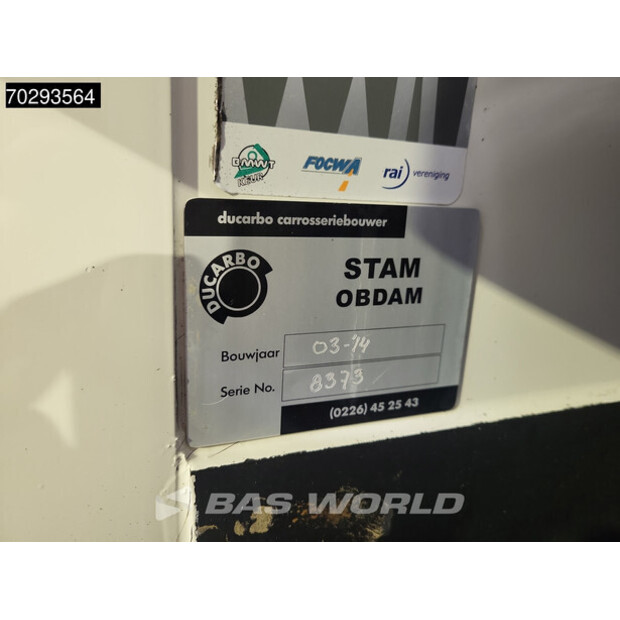 70293564
BMWT
KEUR
FOCWA
rai vereniging
ducarbo carrosseriebouwer
DUCARBO
STAM
OBDAM
Bouwjaar 03-14
Serie No. 8373
(0226) 45 25 43
BAS WORLD